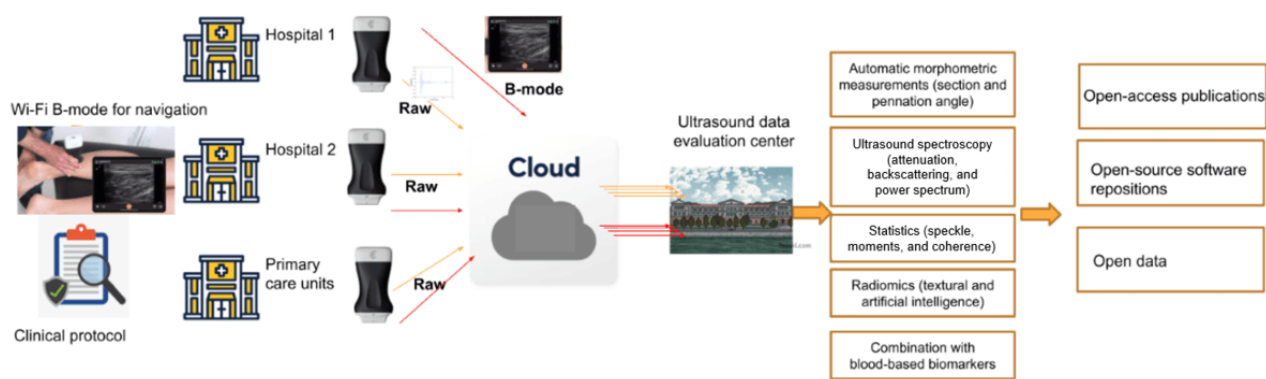 Hospital 1
Raw
B-mode
Wi-Fi B-mode for navigation
Hospital 2
Raw
Primary
care units
Raw
Clinical protocol
Cloud
Ultrasound data
evaluation center
Automatic morphometric
measurements (section and
pennation angle)
Ultrasound spectroscopy
(attenuation,
backscattering, and
power spectrum)
Statistics (speckle,
moments, and coherence)
Radiomics (textural and
artificial intelligence)
Combination with
blood-based biomarkers
Open-access publications
Open-source software
repositions
Open data